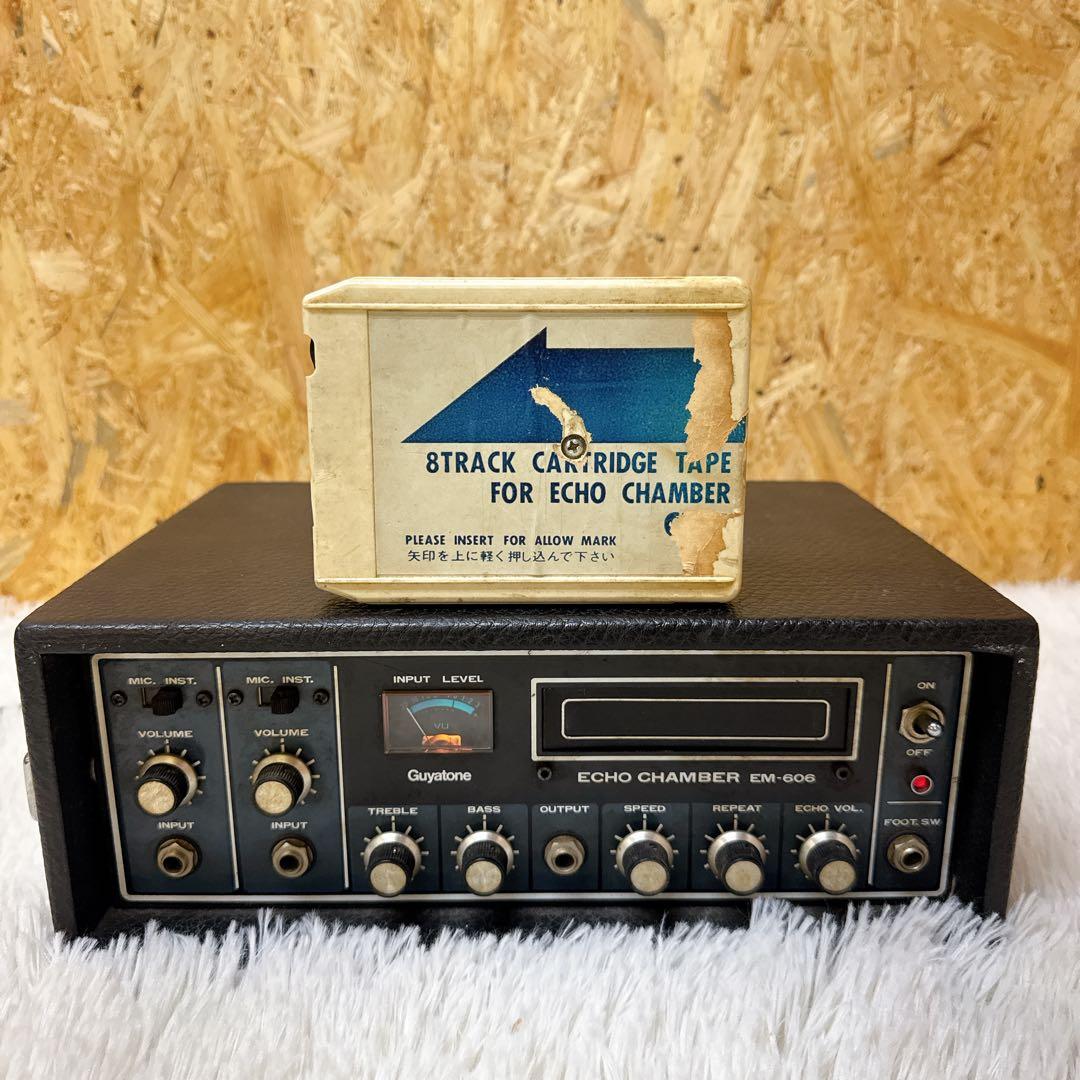 8TRACK CARTRIDGE TAPE
FOR ECHO CHAMBER
PLEASE INSERT FOR ALLOW MARK
矢印を上に軽く押し込んで下さい
MIC. INST.
MIC. INST.
INPUT LEVEL
VU
ON
OFF
VOLUME
VOLUME
Guyatone
ECHO CHAMBER EM-606
TREBLE
BASS
OUTPUT
SPEED
REPEAT
ECHO VOL.
FOOT. SW
INPUT
INPUT